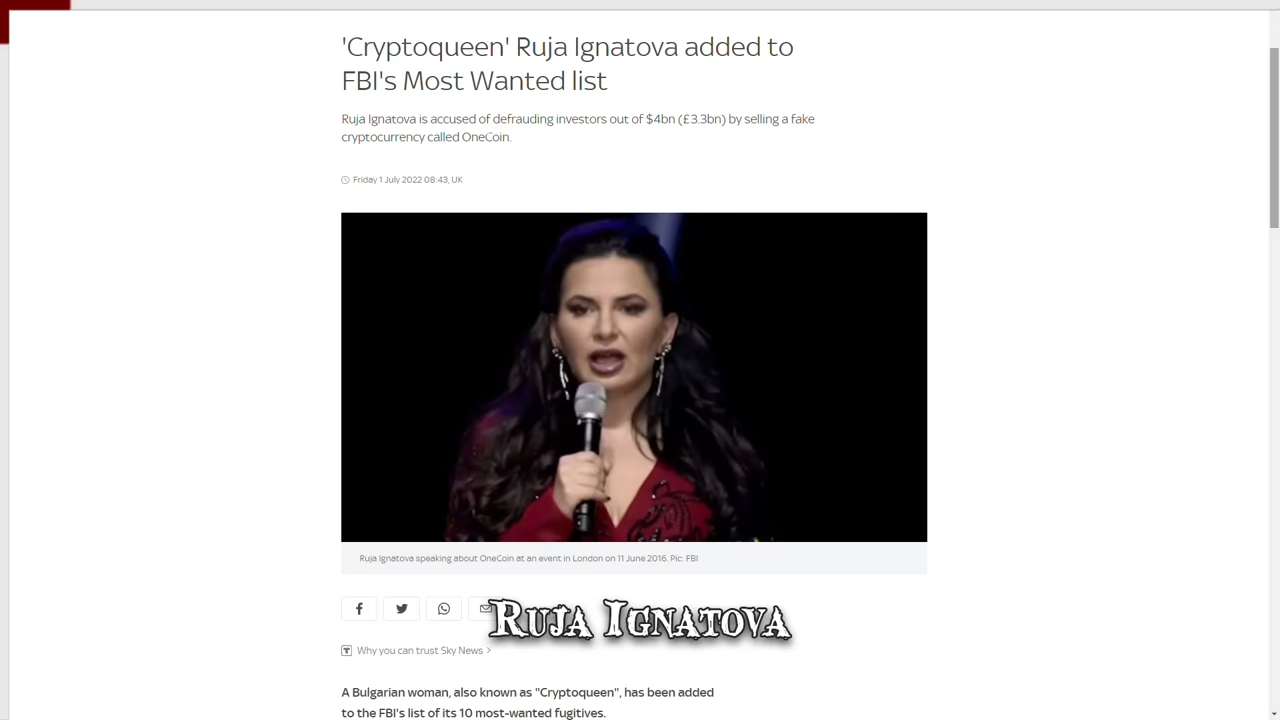 'Cryptoqueen' Ruja Ignatova added to
FBI's Most Wanted list
Ruja Ignatova is accused of defrauding investors out of $4bn (£3.3bn) by selling a fake
cryptocurrency called OneCoin.
Friday 1 July 2022 08:43, UK
Ruja Ignatova speaking about OneCoin at an event in London on 11 June 2016. Pic: FBI
Ruja Ignatova
Why you can trust Sky News >
A Bulgarian woman, also known as "Cryptoqueen", has been added
to the FBI's list of its 10 most-wanted fugitives.